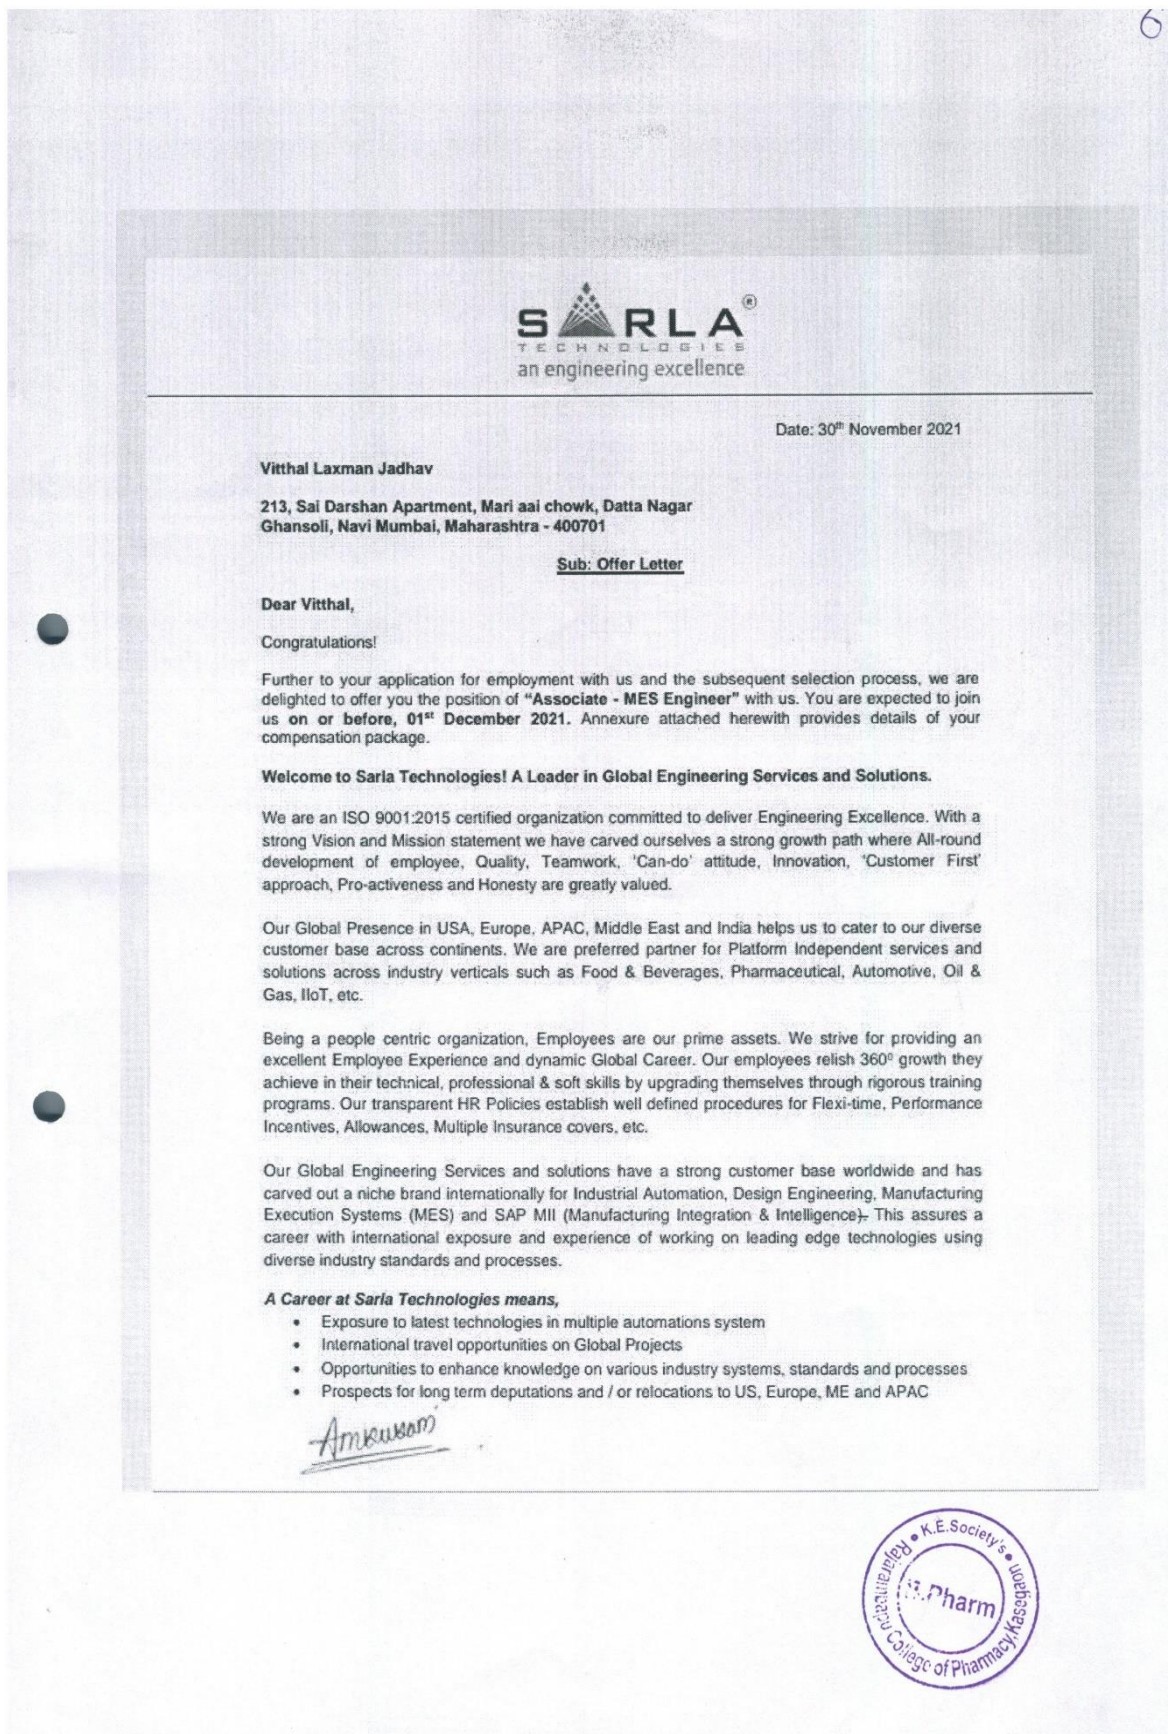 6
SARLA®
TECHNOLOGIES
an engineering excellence
Date: 30th November 2021
Vitthal Laxman Jadhav
213, Sai Darshan Apartment, Mari aai chowk, Datta Nagar
Ghansoli, Navi Mumbai, Maharashtra - 400701
Sub: Offer Letter
Dear Vitthal,
Congratulations!
Further to your application for employment with us and the subsequent selection process, we are
delighted to offer you the position of “Associate - MES Engineer” with us. You are expected to join
us on or before, 01st December 2021. Annexure attached herewith provides details of your
compensation package.
Welcome to Sarla Technologies! A Leader in Global Engineering Services and Solutions.
We are an ISO 9001:2015 certified organization committed to deliver Engineering Excellence. With a
strong Vision and Mission statement we have carved ourselves a strong growth path where All-round
development of employee, Quality, Teamwork, ‘Can-do’ attitude, Innovation, ‘Customer First’
approach, Pro-activeness and Honesty are greatly valued.
Our Global Presence in USA, Europe, APAC, Middle East and India helps us to cater to our diverse
customer base across continents. We are preferred partner for Platform Independent services and
solutions across industry verticals such as Food & Beverages, Pharmaceutical, Automotive, Oil &
Gas, IIoT, etc.
Being a people centric organization, Employees are our prime assets. We strive for providing an
excellent Employee Experience and dynamic Global Career. Our employees relish 360⁰ growth they
achieve in their technical, professional & soft skills by upgrading themselves through rigorous training
programs. Our transparent HR Policies establish well defined procedures for Flexi-time, Performance
Incentives, Allowances, Multiple Insurance covers, etc.
Our Global Engineering Services and solutions have a strong customer base worldwide and has
carved out a niche brand internationally for Industrial Automation, Design Engineering, Manufacturing
Execution Systems (MES) and SAP MII (Manufacturing Integration & Intelligence). This assures a
career with international exposure and experience of working on leading edge technologies using
diverse industry standards and processes.
A Career at Sarla Technologies means,
• Exposure to latest technologies in multiple automations system
• International travel opportunities on Global Projects
• Opportunities to enhance knowledge on various industry systems, standards and processes
• Prospects for long term deputations and / or relocations to US, Europe, ME and APAC
K.E.Society's
Rajarambapu College of Pharmacy,Kasegaon
Pharm